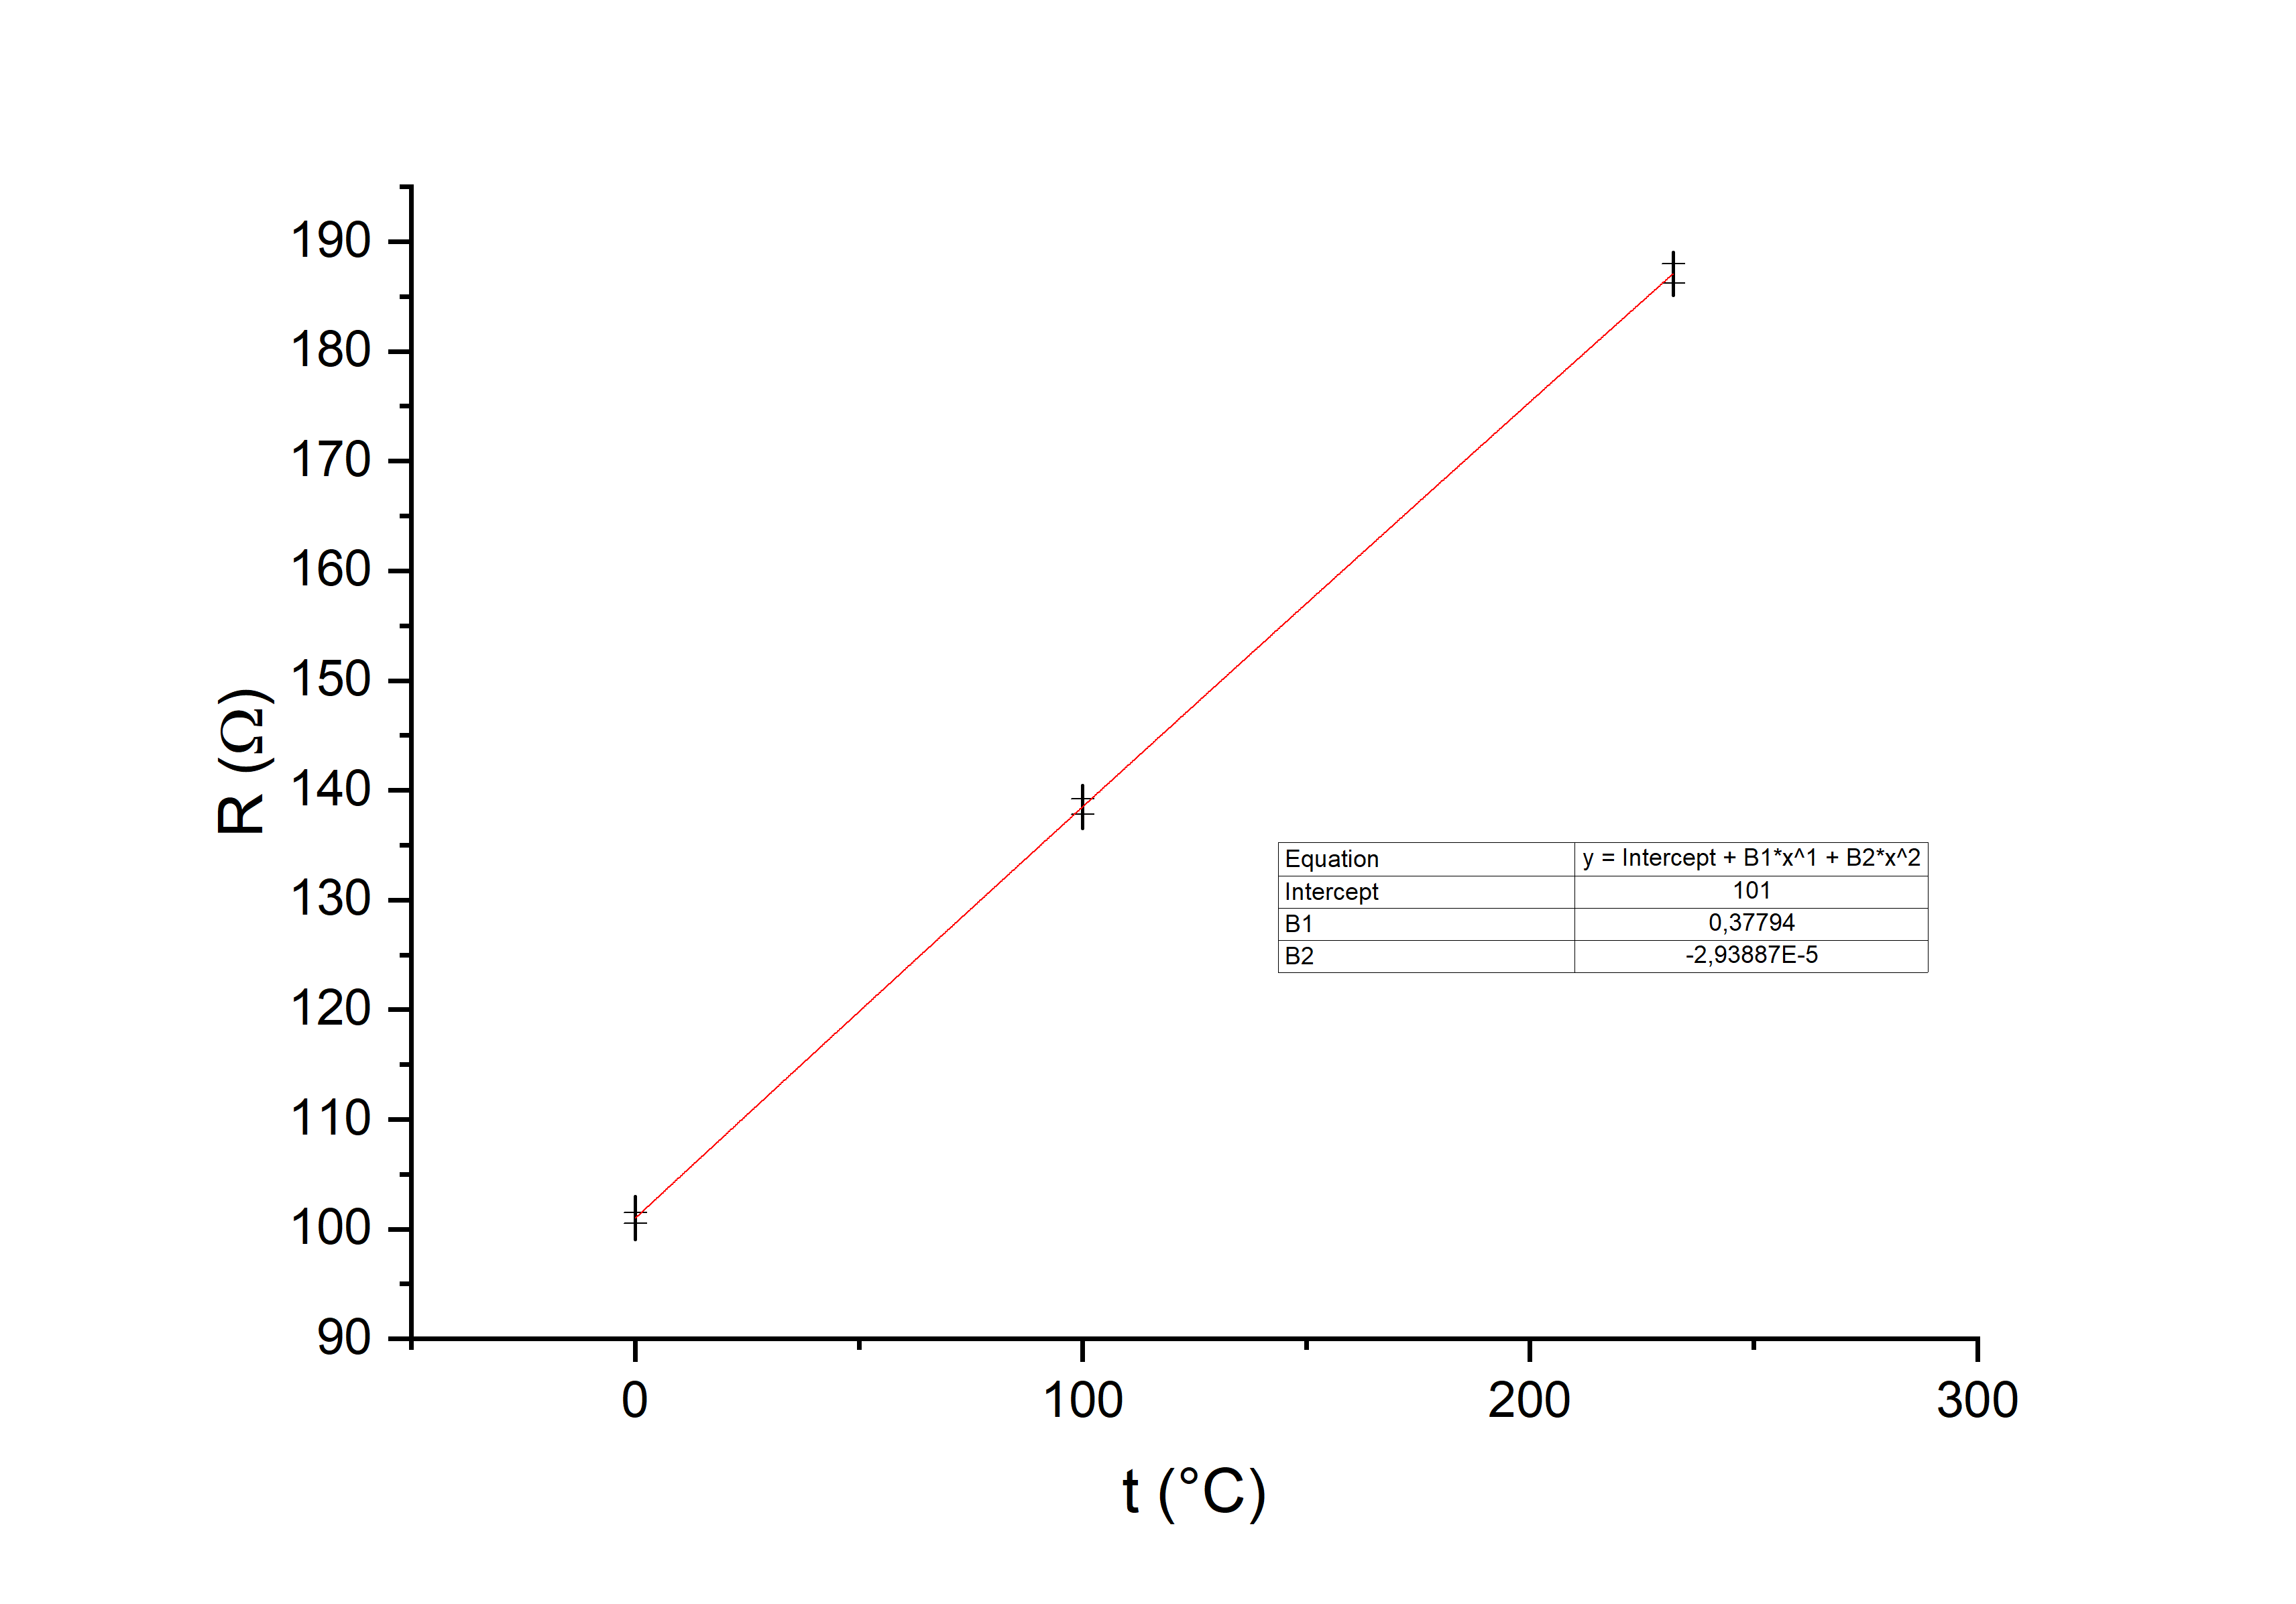 190
180
170
160
150
140
130
120
110
100
90
R (Ω)
Equation y = Intercept + B1*x^1 + B2*x^2
Intercept 101
B1 0,37794
B2 -2,93887E-5
0 100 200 300
t (°C)